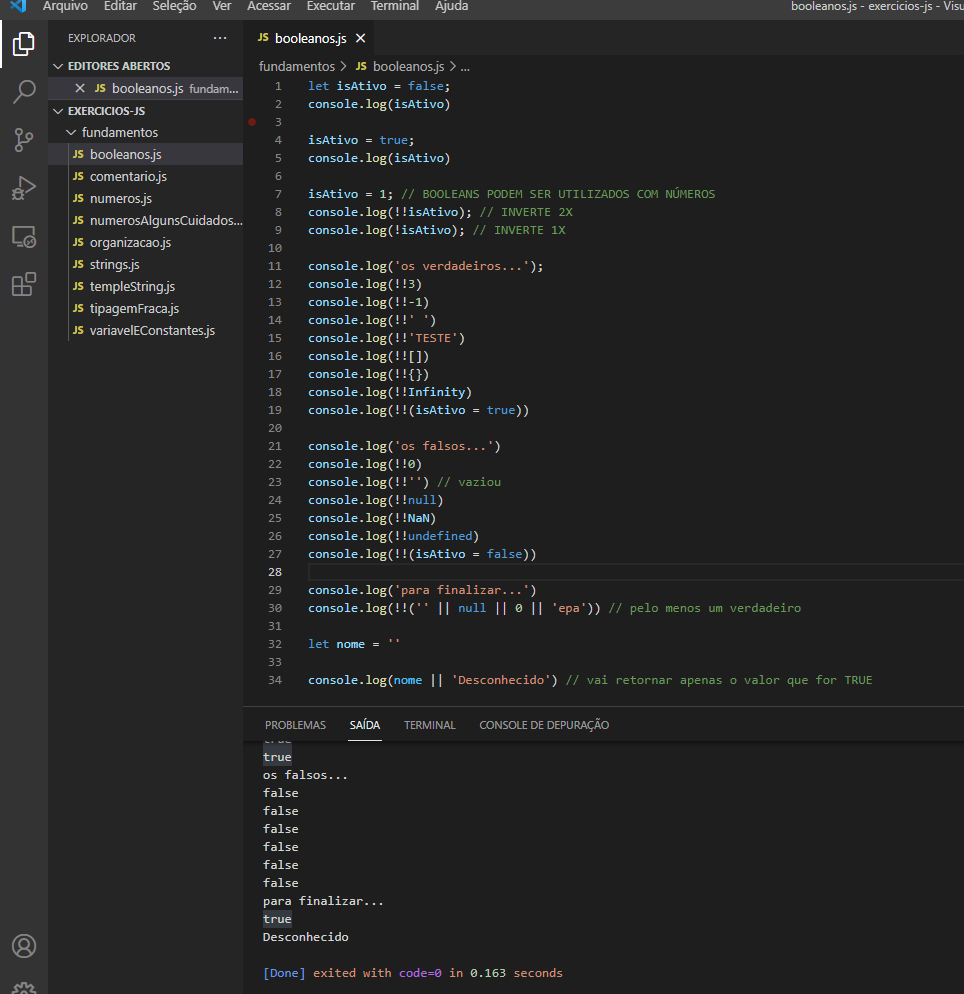 Arquivo Editar Seleção Ver Acessar Executar Terminal Ajuda booleanos.js - exercicios-js - Visu
EXPLORADOR ...
EDITORES ABERTOS
JS booleanos.js fundam...
EXERCICIOS-JS
fundamentos
JS booleanos.js
JS comentario.js
JS numeros.js
JS numerosAlgunsCuidados...
JS organizacao.js
JS strings.js
JS templeString.js
JS tipagemFraca.js
JS variavelEConstantes.js
JS booleanos.js ×
fundamentos > JS booleanos.js > ...
1 let isAtivo = false;
2 console.log(isAtivo)
3
4 isAtivo = true;
5 console.log(isAtivo)
6
7 isAtivo = 1; // BOOLEANS PODEM SER UTILIZADOS COM NÚMEROS
8 console.log(!!isAtivo); // INVERTE 2X
9 console.log(!isAtivo); // INVERTE 1X
10
11 console.log('os verdadeiros...');
12 console.log(!!3)
13 console.log(!!-1)
14 console.log(!!' ')
15 console.log(!!'TESTE')
16 console.log(!![])
17 console.log(!!{})
18 console.log(!!Infinity)
19 console.log(!!(isAtivo = true))
20
21 console.log('os falsos...')
22 console.log(!!0)
23 console.log(!!'') // vaziou
24 console.log(!!null)
25 console.log(!!NaN)
26 console.log(!!undefined)
27 console.log(!!(isAtivo = false))
28
29 console.log('para finalizar...')
30 console.log(!!('' || null || 0 || 'epa')) // pelo menos um verdadeiro
31
32 let nome = ''
33
34 console.log(nome || 'Desconhecido') // vai retornar apenas o valor que for TRUE
PROBLEMAS SAÍDA TERMINAL CONSOLE DE DEPURAÇÃO
true
true
os falsos...
false
false
false
false
false
false
para finalizar...
true
Desconhecido
[Done] exited with code=0 in 0.163 seconds